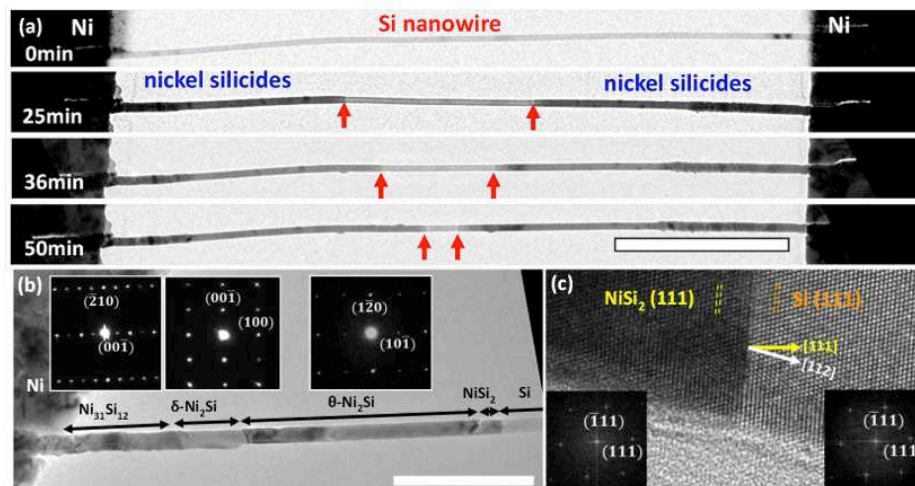 (a) Ni Si nanowire Ni
0min
nickel silicides nickel silicides
25min
36min
50min
(b) (2̄10) (001̄) (12̄0)
(001̄) (100) (101̄)
Ni
Ni₃₁Si₁₂ δ-Ni₂Si θ-Ni₂Si NiSi₂ Si
(c) NiSi₂ (111) Si (111)
[111]
[112]
(1̄11) (1̄11)
(111) (111)